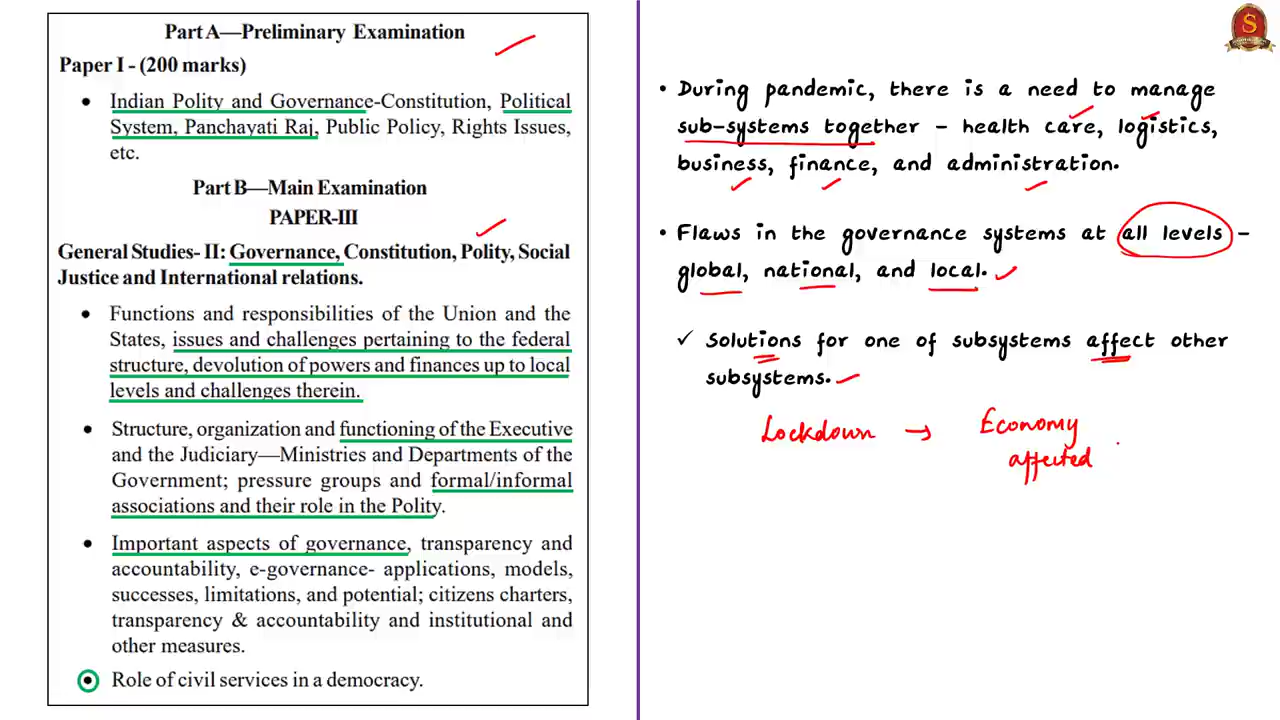 Part A—Preliminary Examination
Paper I - (200 marks)
• Indian Polity and Governance-Constitution, Political
System, Panchayati Raj, Public Policy, Rights Issues,
etc.
Part B—Main Examination
PAPER-III
General Studies- II: Governance, Constitution, Polity, Social
Justice and International relations.
• Functions and responsibilities of the Union and the
States, issues and challenges pertaining to the federal
structure, devolution of powers and finances up to local
levels and challenges therein.
• Structure, organization and functioning of the Executive
and the Judiciary—Ministries and Departments of the
Government; pressure groups and formal/informal
associations and their role in the Polity.
• Important aspects of governance, transparency and
accountability, e-governance- applications, models,
successes, limitations, and potential; citizens charters,
transparency & accountability and institutional and
other measures.
• Role of civil services in a democracy.
• During pandemic, there is a need to manage
sub-systems together – health care, logistics,
business, finance, and administration.
• Flaws in the governance systems at all levels –
global, national, and local.
✓ Solutions for one of subsystems affect other
subsystems.
Lockdown → Economy
affected
S